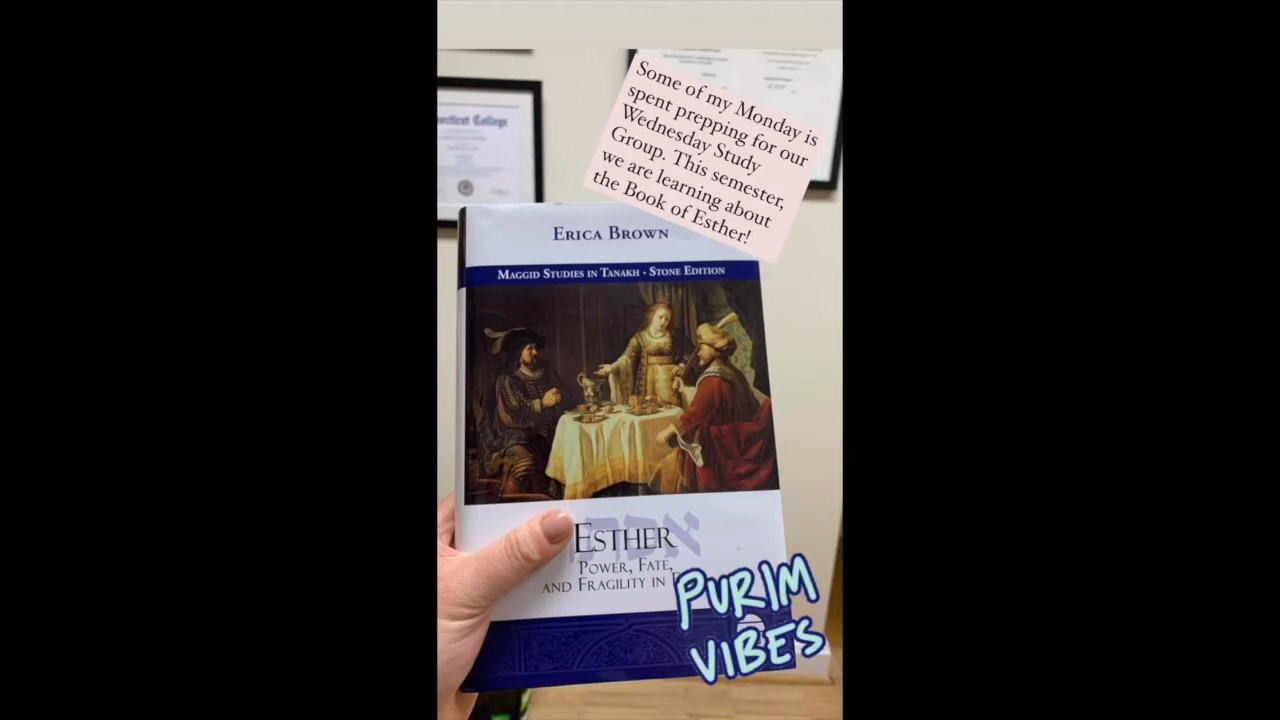 Some of my Monday is
spent prepping for our
Wednesday Study
Group. This semester,
we are learning about
the Book of Esther!
ERICA BROWN
MAGGID STUDIES IN TANAKH • STONE EDITION
אסתר
ESTHER
POWER, FATE,
AND FRAGILITY IN
PURIM
VIBES
College